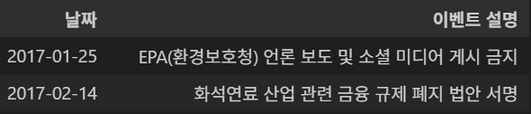 날짜 이벤트 설명
2017-01-25 EPA(환경보호청) 언론 보도 및 소셜 미디어 게시 금지
2017-02-14 화석연료 산업 관련 금융 규제 폐지 법안 서명